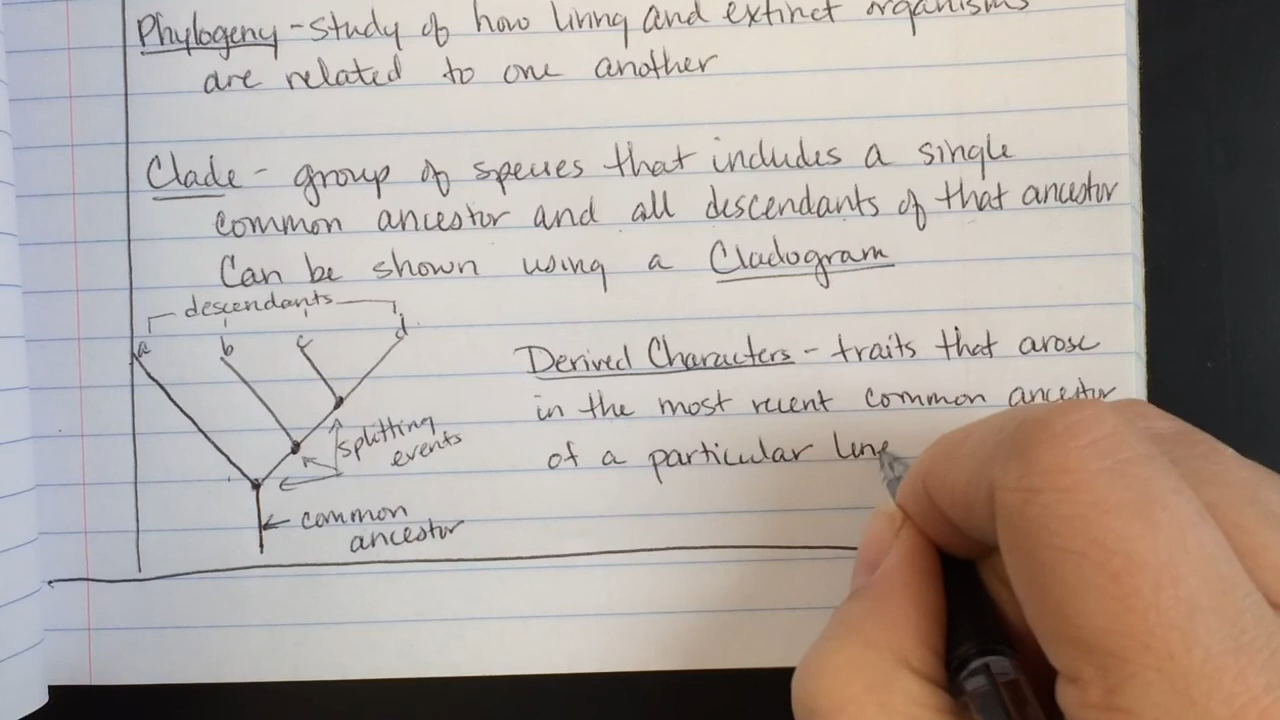 Phylogeny - study of how living and extinct organisms
are related to one another
Clade - group of species that includes a single
common ancestor and all descendants of that ancestor
Can be shown using a Cladogram
descendants
a b c d
splitting
events
common
ancestor
Derived Characters - traits that arose
in the most recent common ancestor
of a particular line